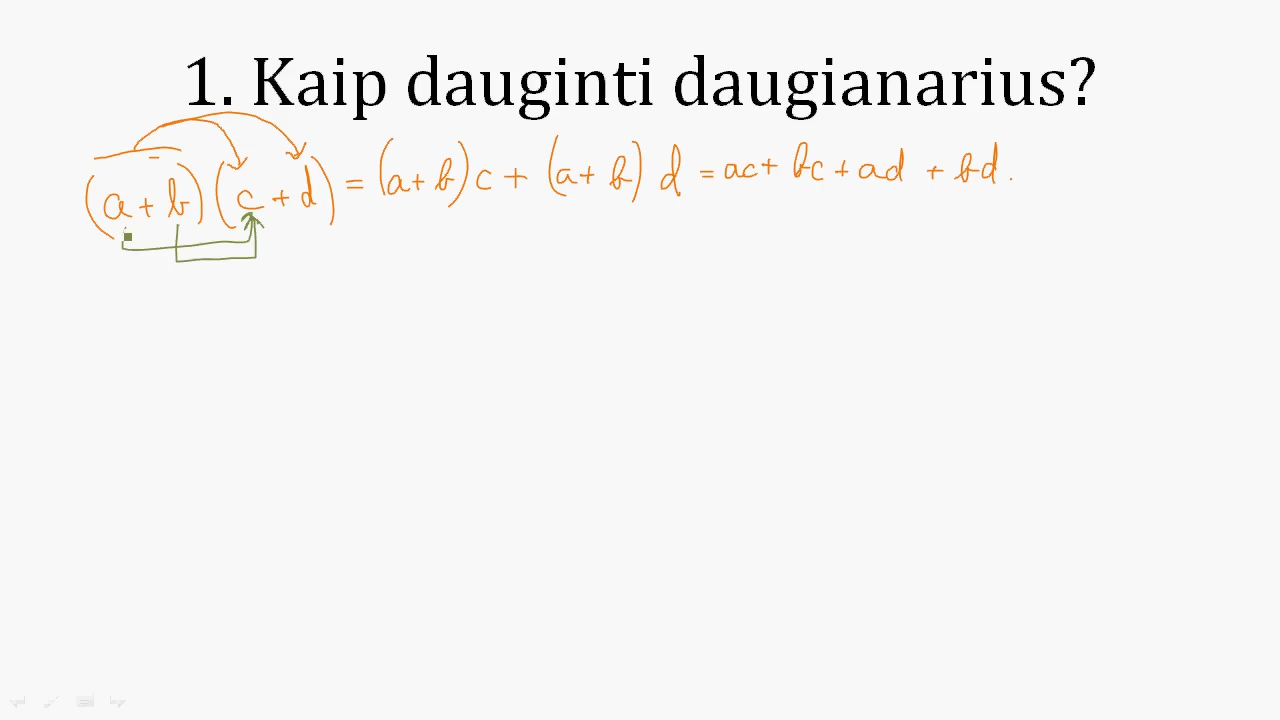 1. Kaip dauginti daugianarius?
(a + b)(c + d) = (a + b)c + (a + b)d = ac + bc + ad + bd.